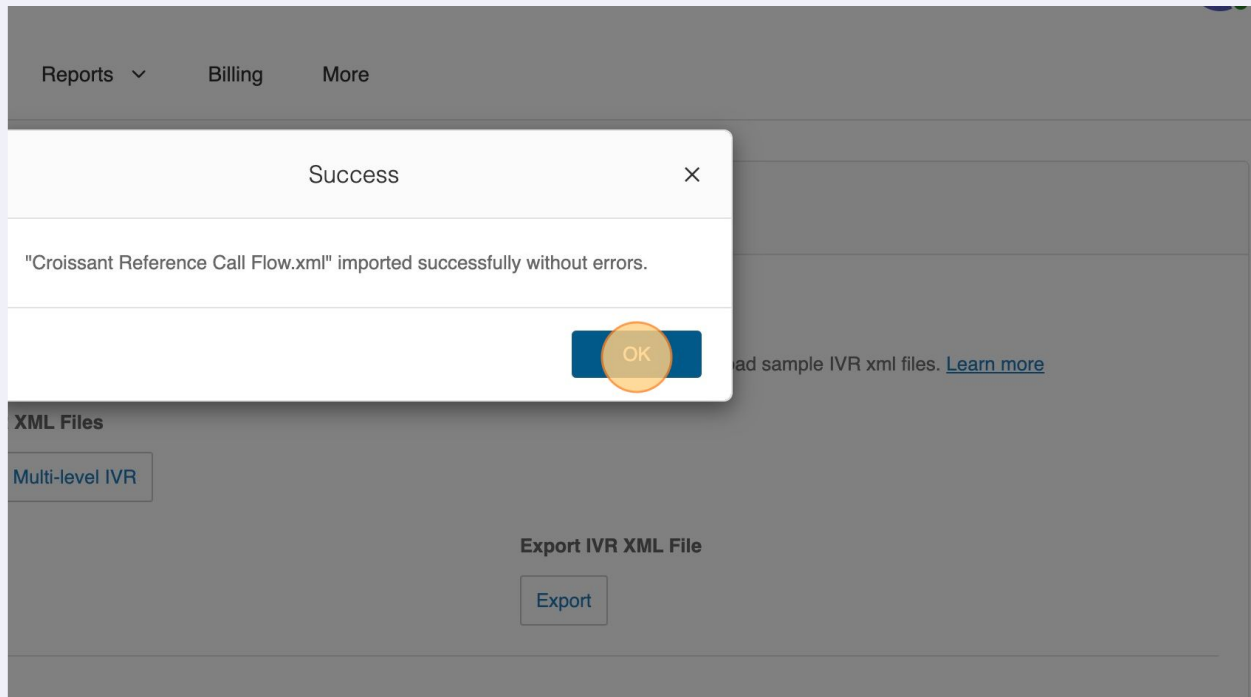 Reports Billing More
Success
"Croissant Reference Call Flow.xml" imported successfully without errors.
OK
ad sample IVR xml files. Learn more
XML Files
Multi-level IVR
Export IVR XML File
Export